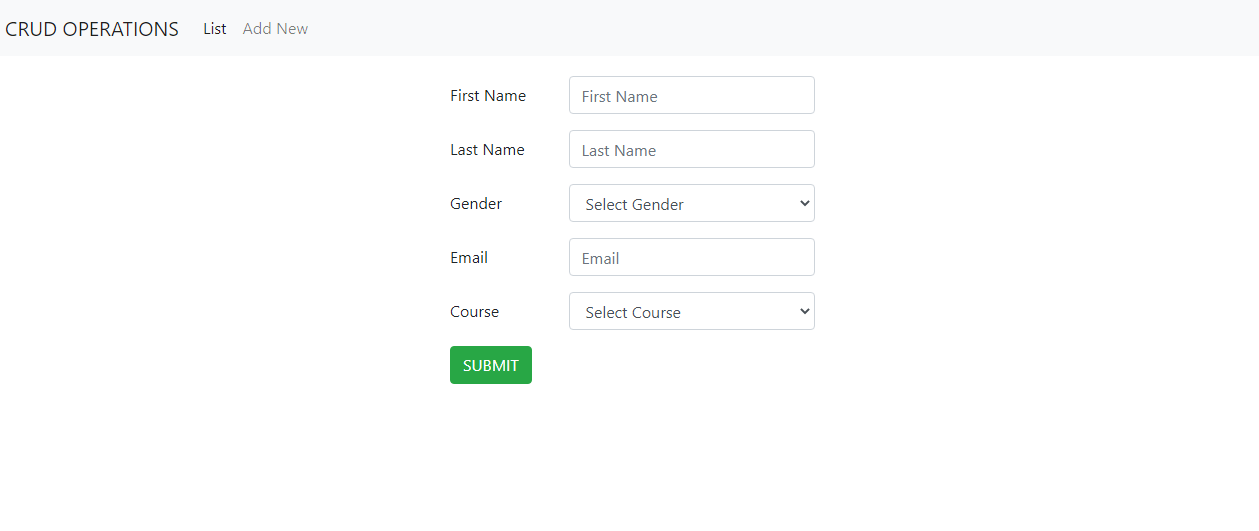 CRUD OPERATIONS List Add New
First Name First Name
Last Name Last Name
Gender Select Gender
Email Email
Course Select Course
SUBMIT